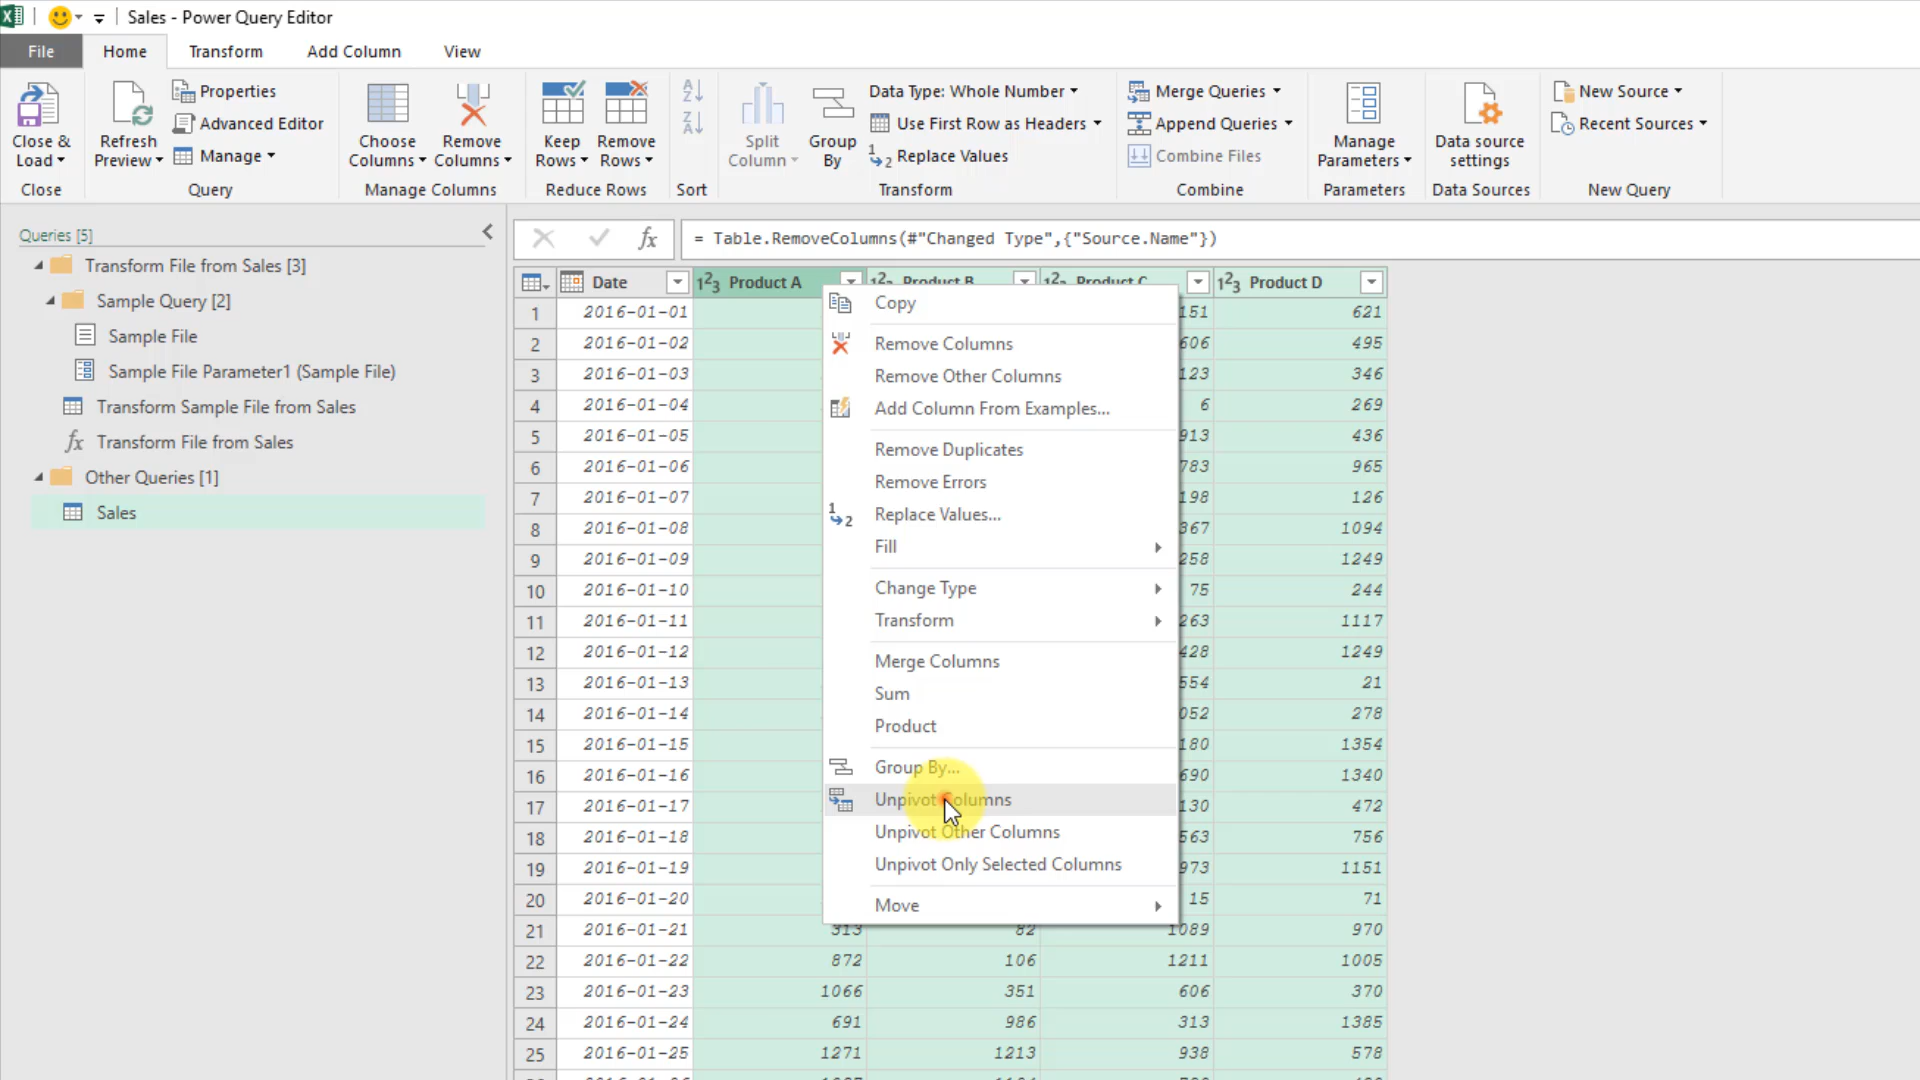 Sales - Power Query Editor
File Home Transform Add Column View
Close & Load
Close
Refresh Preview
Properties
Advanced Editor
Manage
Query
Choose Columns
Remove Columns
Manage Columns
Keep Rows
Remove Rows
Reduce Rows
Sort
Split Column
Group By
Data Type: Whole Number
Use First Row as Headers
Replace Values
Transform
Merge Queries
Append Queries
Combine Files
Combine
Manage Parameters
Parameters
Data source settings
Data Sources
New Source
Recent Sources
New Query
Queries [5]
Transform File from Sales [3]
Sample Query [2]
Sample File
Sample File Parameter1 (Sample File)
Transform Sample File from Sales
Transform File from Sales
Other Queries [1]
Sales
= Table.RemoveColumns(#"Changed Type",{"Source.Name"})
Date Product A Product B Product C Product D
1 2016-01-01 151 621
2 2016-01-02 606 495
3 2016-01-03 123 346
4 2016-01-04 6 269
5 2016-01-05 913 436
6 2016-01-06 783 965
7 2016-01-07 198 126
8 2016-01-08 367 1094
9 2016-01-09 258 1249
10 2016-01-10 75 244
11 2016-01-11 263 1117
12 2016-01-12 428 1249
13 2016-01-13 554 21
14 2016-01-14 052 278
15 2016-01-15 180 1354
16 2016-01-16 690 1340
17 2016-01-17 130 472
18 2016-01-18 563 756
19 2016-01-19 973 1151
20 2016-01-20 15 71
21 2016-01-21 313 82 1089 970
22 2016-01-22 872 106 1211 1005
23 2016-01-23 1066 351 606 370
24 2016-01-24 691 986 313 1385
25 2016-01-25 1271 1213 938 578
Copy
Remove Columns
Remove Other Columns
Add Column From Examples...
Remove Duplicates
Remove Errors
Replace Values...
Fill
Change Type
Transform
Merge Columns
Sum
Product
Group By...
Unpivot Columns
Unpivot Other Columns
Unpivot Only Selected Columns
Move